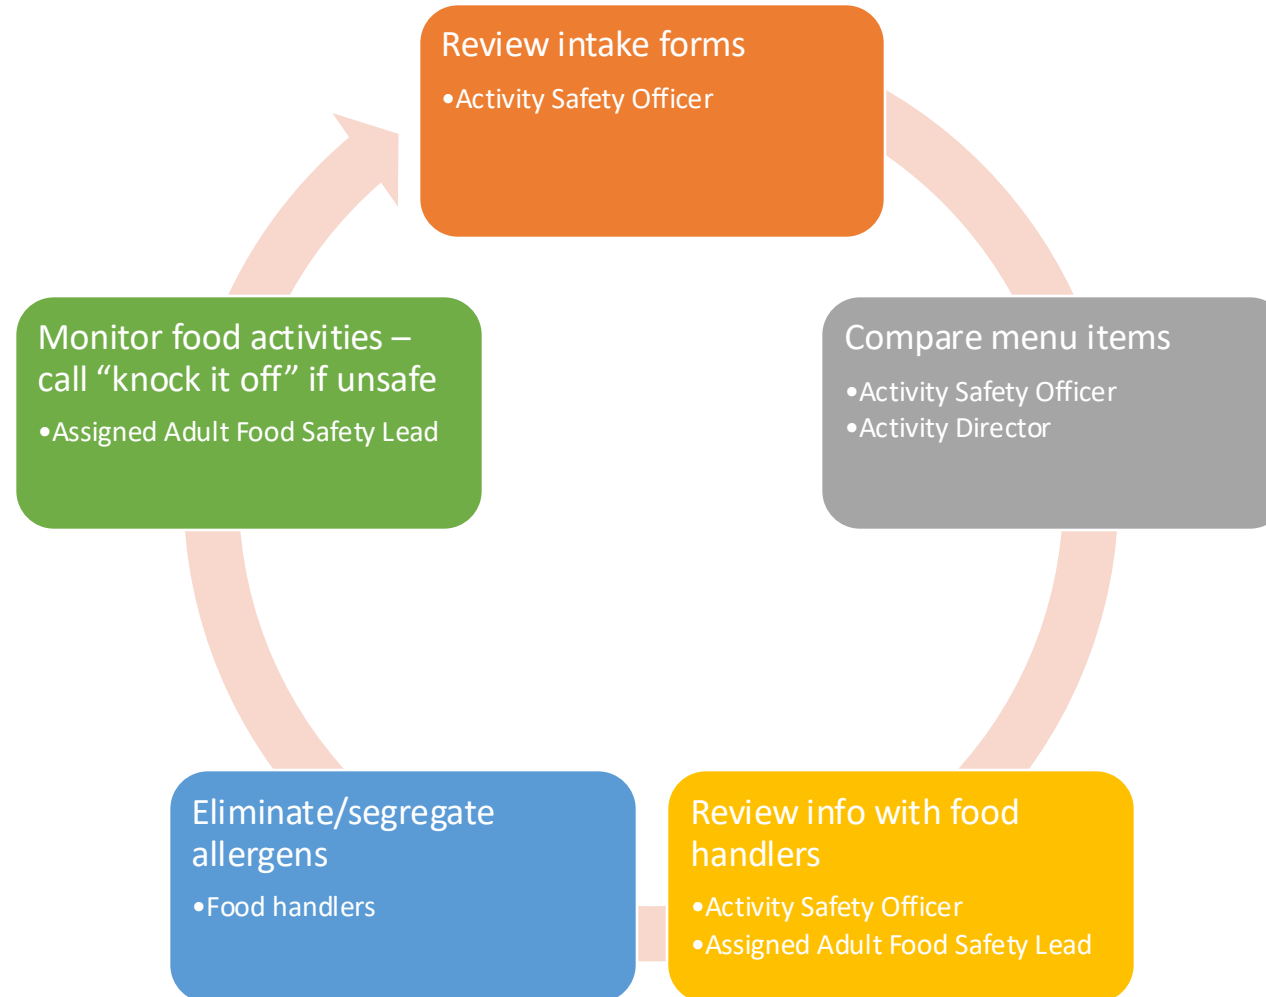 Review intake forms
•Activity Safety Officer
Compare menu items
•Activity Safety Officer
•Activity Director
Review info with food
handlers
•Activity Safety Officer
•Assigned Adult Food Safety Lead
Eliminate/segregate
allergens
•Food handlers
Monitor food activities –
call “knock it off” if unsafe
•Assigned Adult Food Safety Lead